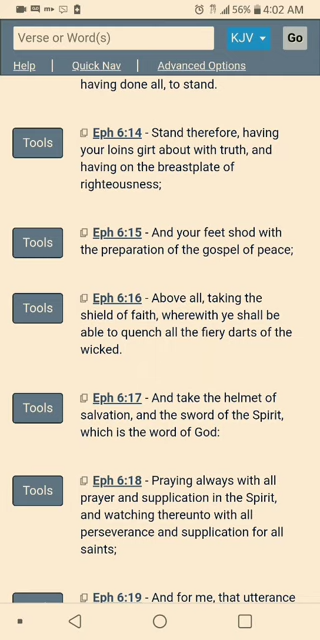 56% 4:02 AM
Verse or Word(s)
KJV
Go
Help | Quick Nav | Advanced Options
having done all, to stand.
Tools
Eph 6:14 - Stand therefore, having
your loins girt about with truth, and
having on the breastplate of
righteousness;
Tools
Eph 6:15 - And your feet shod with
the preparation of the gospel of peace;
Tools
Eph 6:16 - Above all, taking the
shield of faith, wherewith ye shall be
able to quench all the fiery darts of the
wicked.
Tools
Eph 6:17 - And take the helmet of
salvation, and the sword of the Spirit,
which is the word of God:
Tools
Eph 6:18 - Praying always with all
prayer and supplication in the Spirit,
and watching thereunto with all
perseverance and supplication for all
saints;
Eph 6:19 - And for me, that utterance